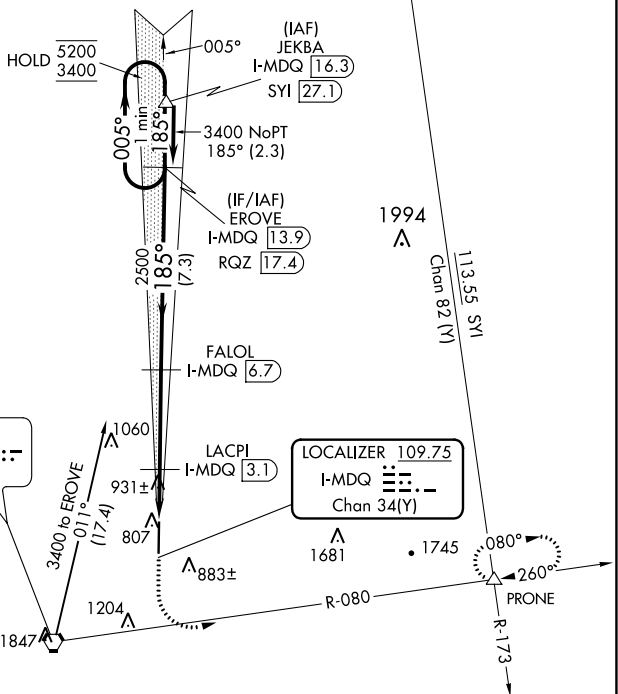 (IAF)
JEKBA
I-MDQ 16.3
SYI 27.1
005°
HOLD 5200
3400
005°
1 min
185°
3400 NoPT
185° (2.3)
(IF/IAF)
EROVE
I-MDQ 13.9
RQZ 17.4
1994
113.55 SYI
Chan 82 (Y)
2500
185°
(7.3)
FALOL
I-MDQ 6.7
1060
LACPI
I-MDQ 3.1
931±
LOCALIZER 109.75
I-MDQ
Chan 34(Y)
3400 to EROVE
011°
(17.4)
807
883±
1681
1745
080°
260°
PRONE
R-080
R-173
1204
1847